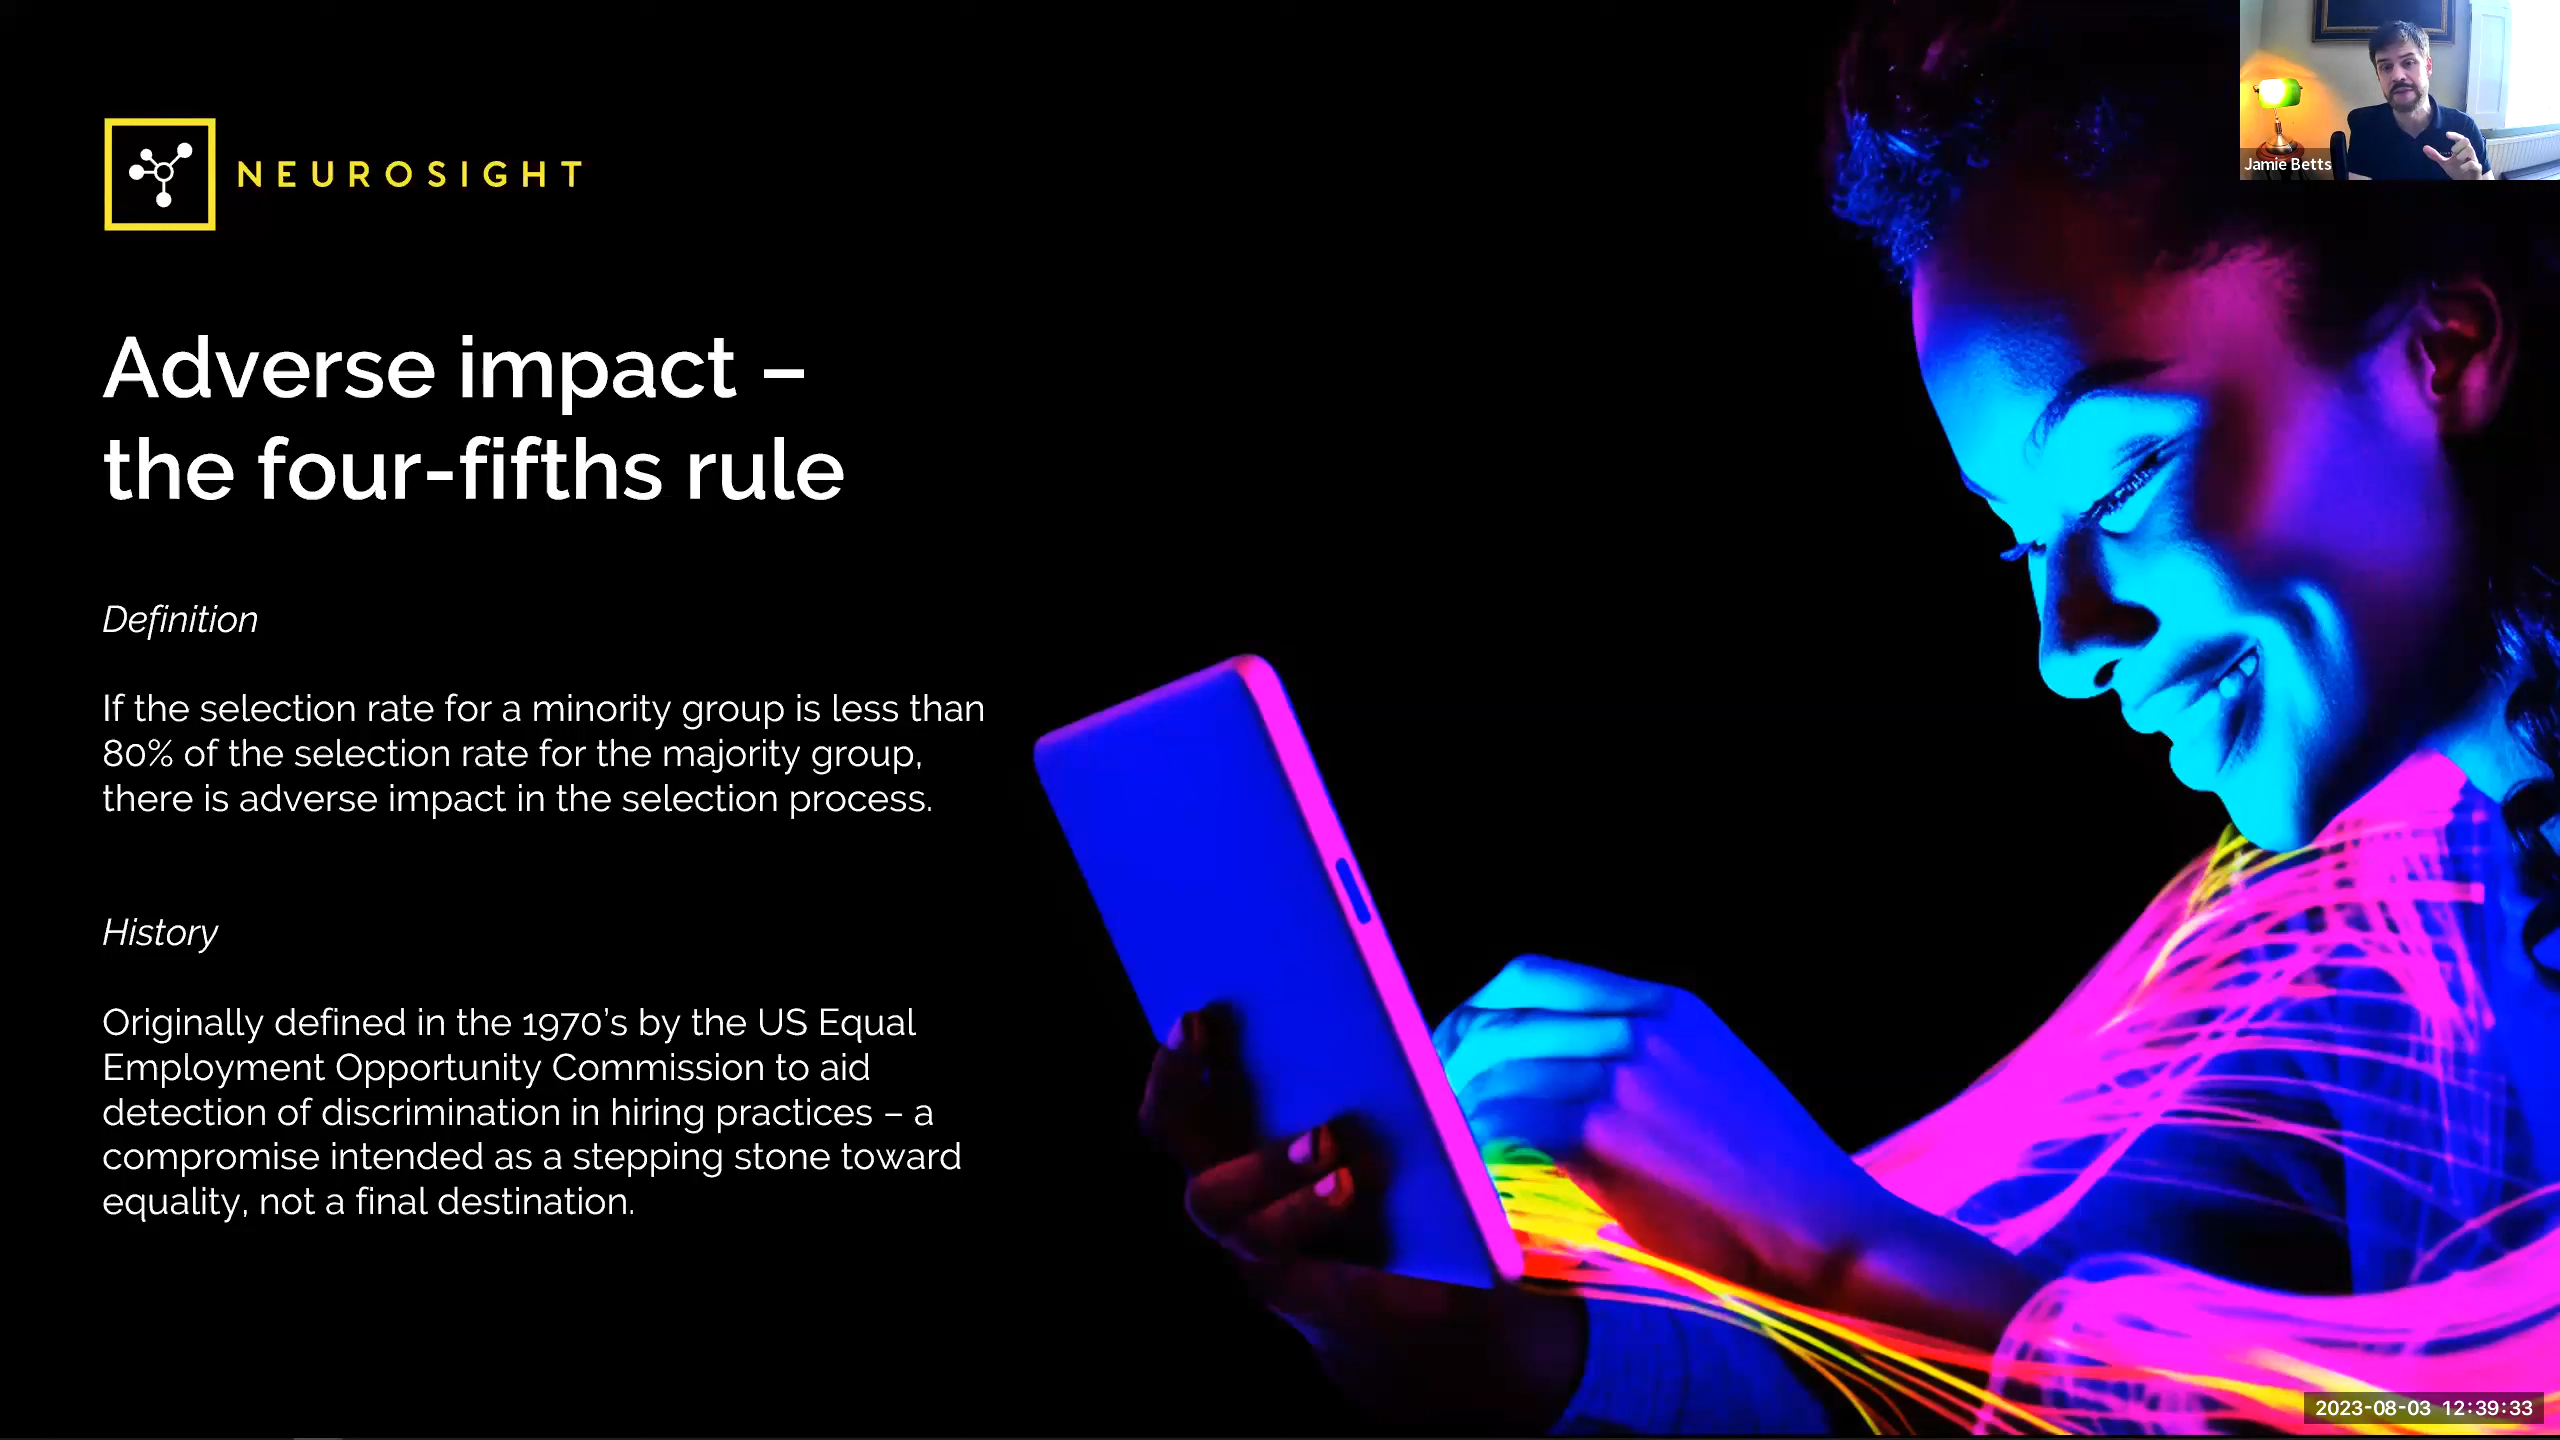 NEUROSIGHT
Jamie Betts
Adverse impact –
the four-fifths rule
Definition
If the selection rate for a minority group is less than
80% of the selection rate for the majority group,
there is adverse impact in the selection process.
History
Originally defined in the 1970’s by the US Equal
Employment Opportunity Commission to aid
detection of discrimination in hiring practices – a
compromise intended as a stepping stone toward
equality, not a final destination.
2023-08-03 12:39:33